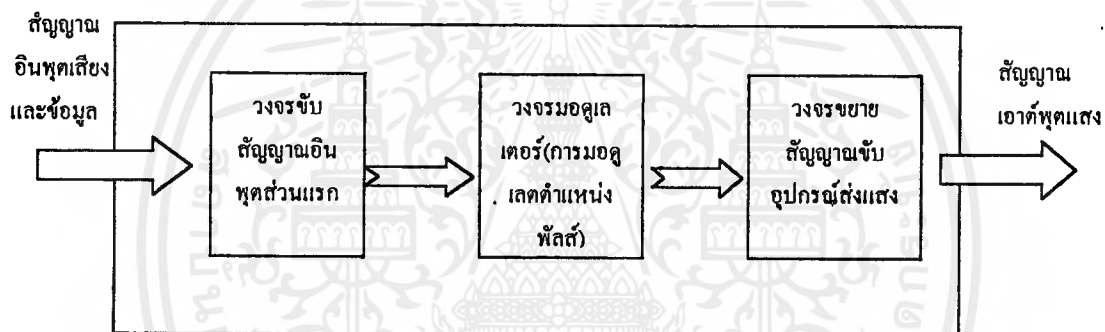 สัญญาณ
อินพุตเสียง
และข้อมูล
วงจรขับ
สัญญาณอิน
พุตส่วนแรก
วงจรมอดูเล
เตอร์(การมอดู
เลตตำแหน่ง
พัลส์)
วงจรขยาย
สัญญาณขับ
อุปกรณ์ส่งแสง
สัญญาณ
เอาต์พุตแสง